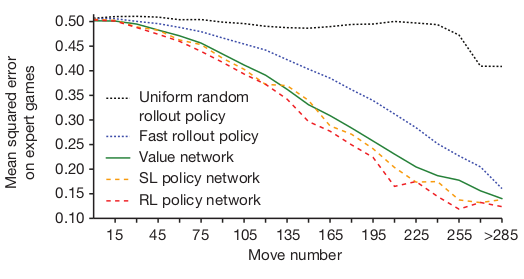 Mean squared error
on expert games
0.50
0.45
0.40
0.35
0.30
0.25
0.20
0.15
0.10
Uniform random
rollout policy
Fast rollout policy
Value network
SL policy network
RL policy network
15 45 75 105 135 165 195 225 255 >285
Move number